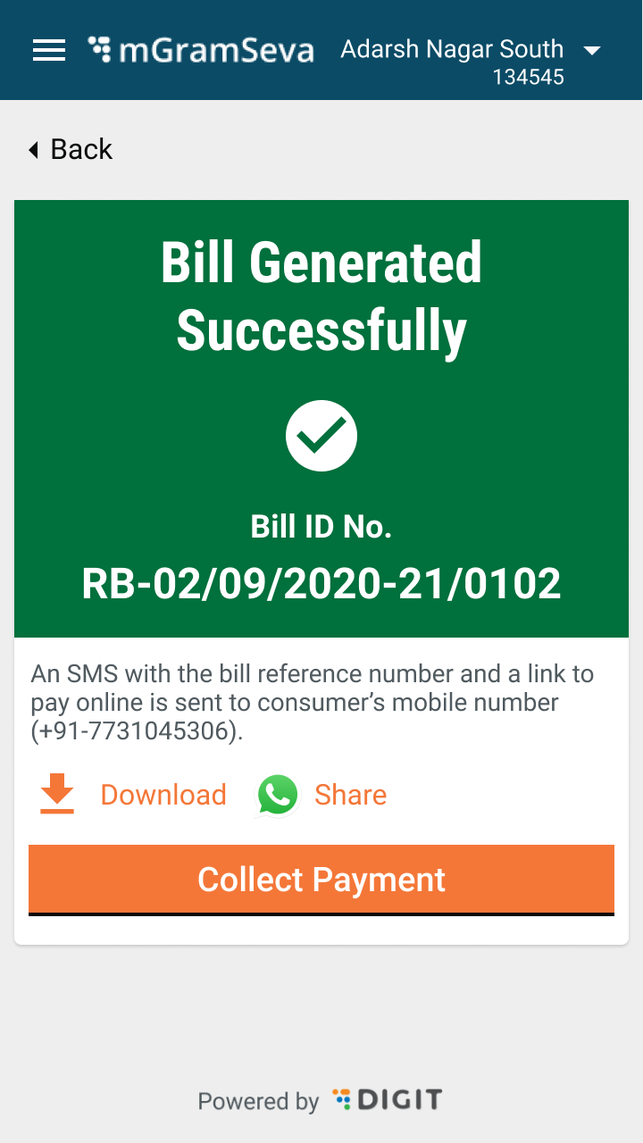 mGramSeva
Adarsh Nagar South
134545
Back
Bill Generated
Successfully
Bill ID No.
RB-02/09/2020-21/0102
An SMS with the bill reference number and a link to
pay online is sent to consumer’s mobile number
(+91-7731045306).
Download
Share
Collect Payment
Powered by DIGIT